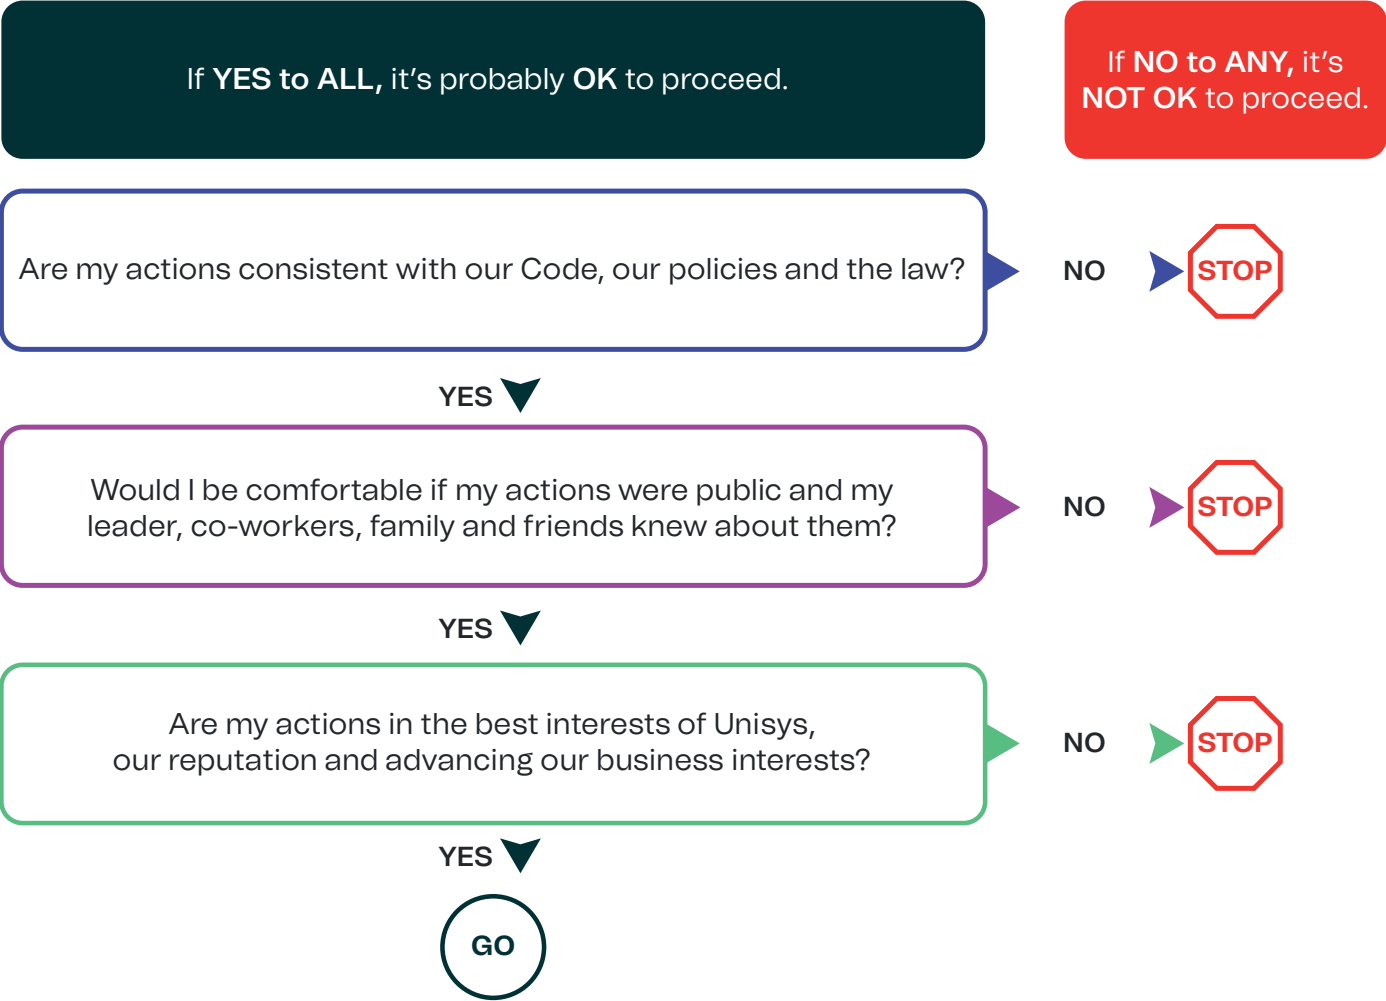 If YES to ALL, it’s probably OK to proceed.
If NO to ANY, it’s
NOT OK to proceed.
Are my actions consistent with our Code, our policies and the law?
NO
STOP
YES
Would I be comfortable if my actions were public and my
leader, co-workers, family and friends knew about them?
NO
STOP
YES
Are my actions in the best interests of Unisys,
our reputation and advancing our business interests?
NO
STOP
YES
GO